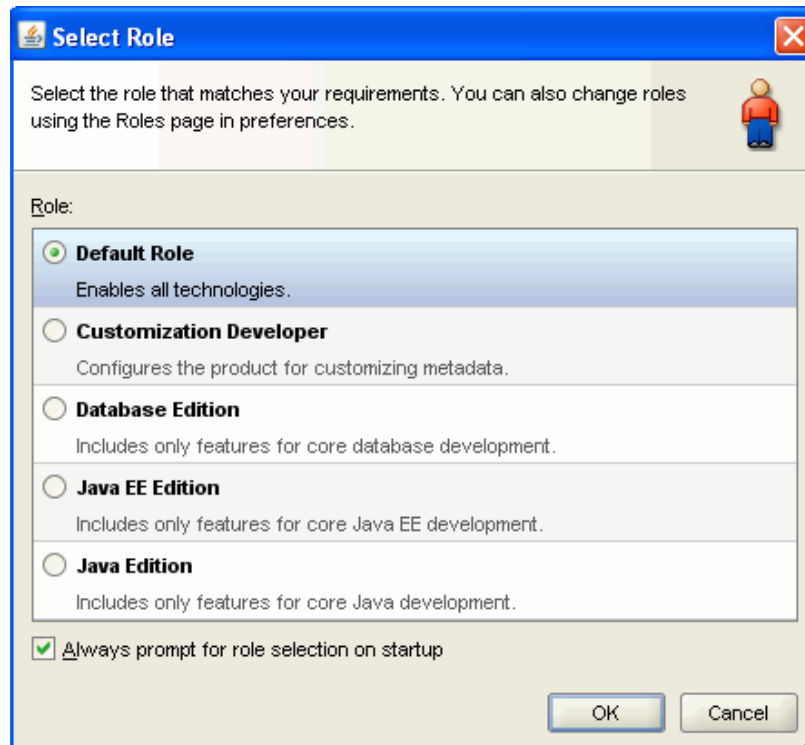 Select Role
Select the role that matches your requirements. You can also change roles
using the Roles page in preferences.
Role:
Default Role
Enables all technologies.
Customization Developer
Configures the product for customizing metadata.
Database Edition
Includes only features for core database development.
Java EE Edition
Includes only features for core Java EE development.
Java Edition
Includes only features for core Java development.
Always prompt for role selection on startup
OK Cancel